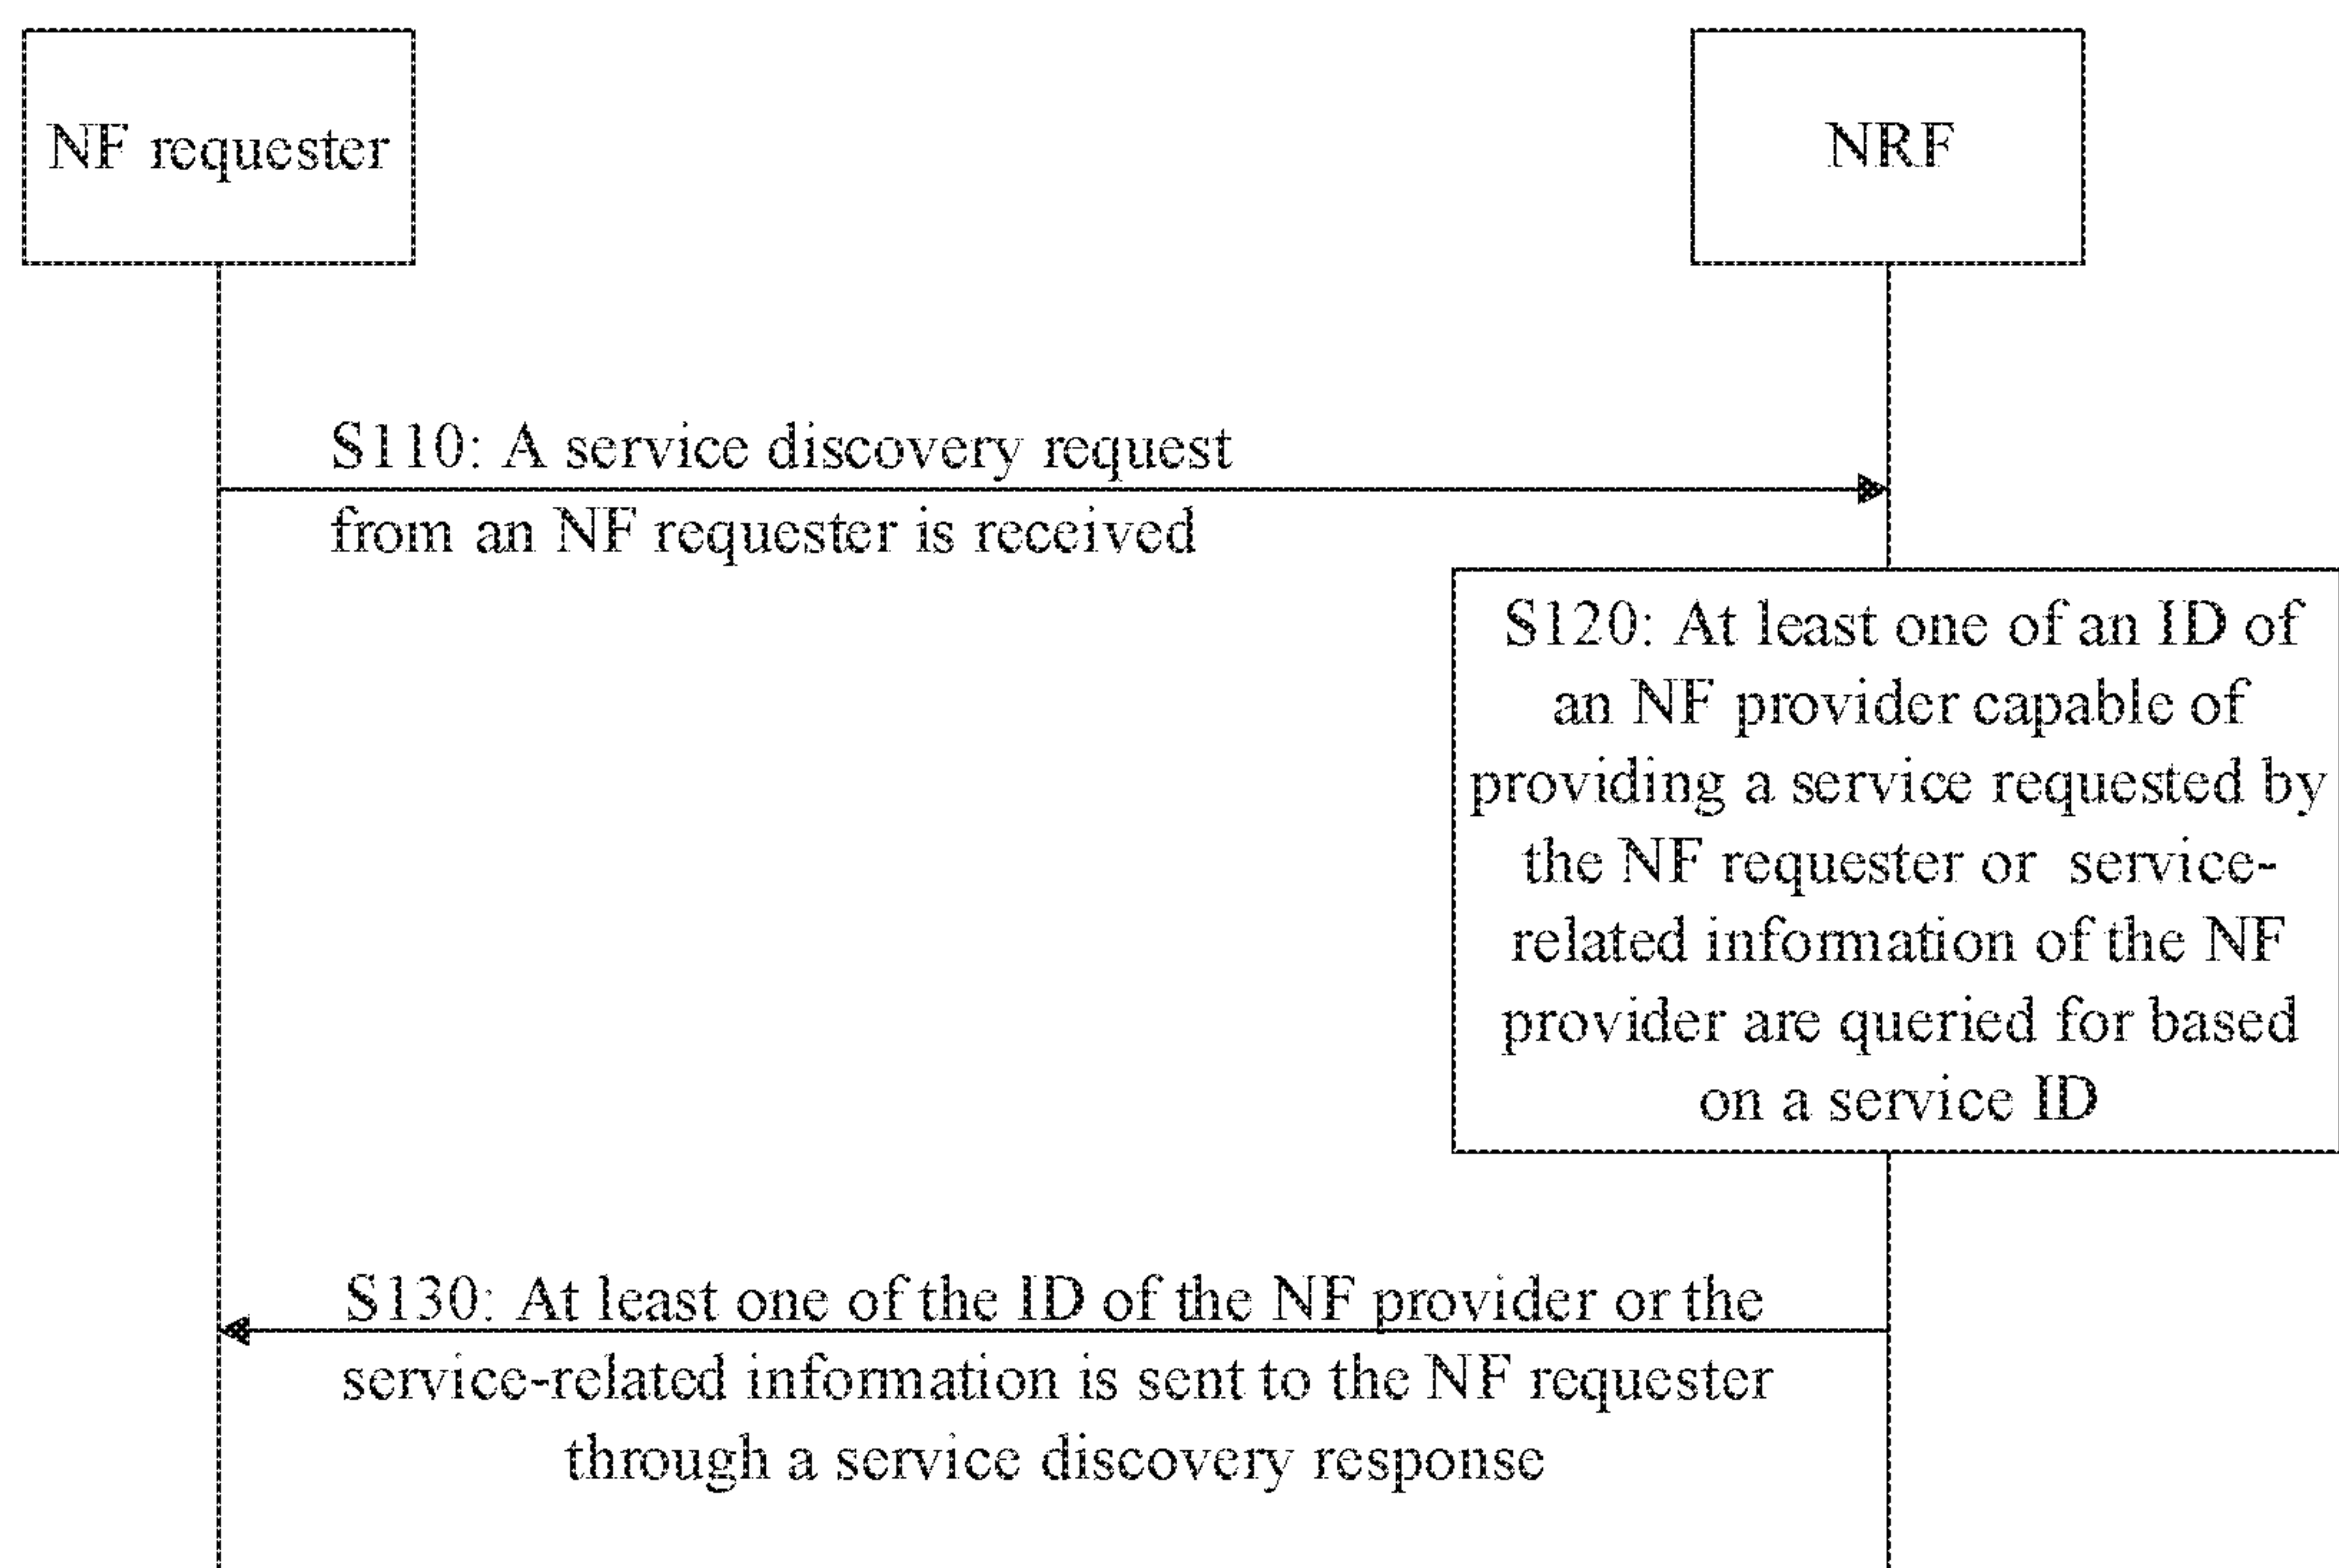 NF requester
NRF
S110: A service discovery request
from an NF requester is received
S120: At least one of an ID of
an NF provider capable of
providing a service requested by
the NF requester or service-
related information of the NF
provider are queried for based
on a service ID
S130: At least one of the ID of the NF provider or the
service-related information is sent to the NF requester
through a service discovery response